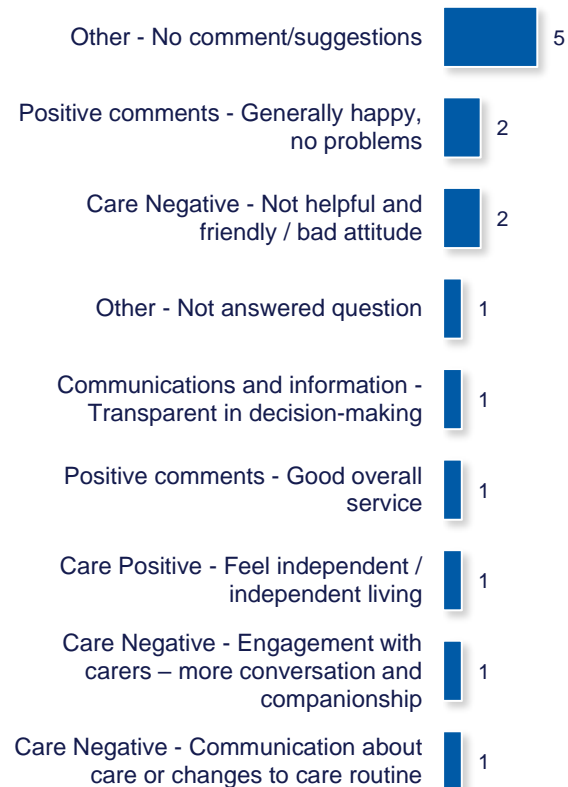 Other - No comment/suggestions 5
Positive comments - Generally happy,
no problems 2
Care Negative - Not helpful and
friendly / bad attitude 2
Other - Not answered question 1
Communications and information -
Transparent in decision-making 1
Positive comments - Good overall
service 1
Care Positive - Feel independent /
independent living 1
Care Negative - Engagement with
carers – more conversation and
companionship 1
Care Negative - Communication about
care or changes to care routine 1